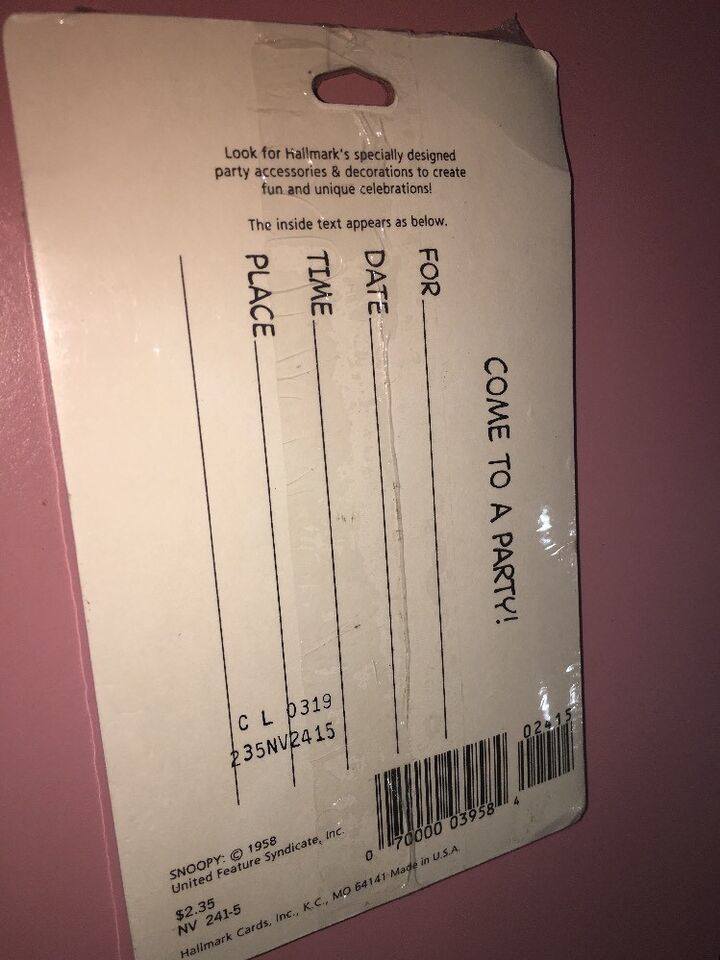 Look for Hallmark's specially designed
party accessories & decorations to create
fun and unique celebrations!
The inside text appears as below.
COME TO A PARTY!
FOR
DATE
TIME
PLACE
C L 0319
235NV2415
02415
0 70000 03958 4
SNOOPY: © 1958
United Feature Syndicate, Inc.
$2.35
NV 241-5
Hallmark Cards, Inc., K.C., MO 64141 Made in U.S.A.